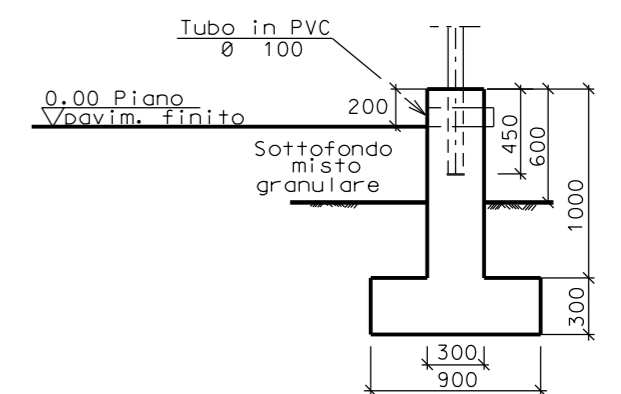 Tubo in PVC
Ø 100
0.00 Piano
pavim. finito
200
Sottofondo
misto
granulare
450
600
1000
300
300
900